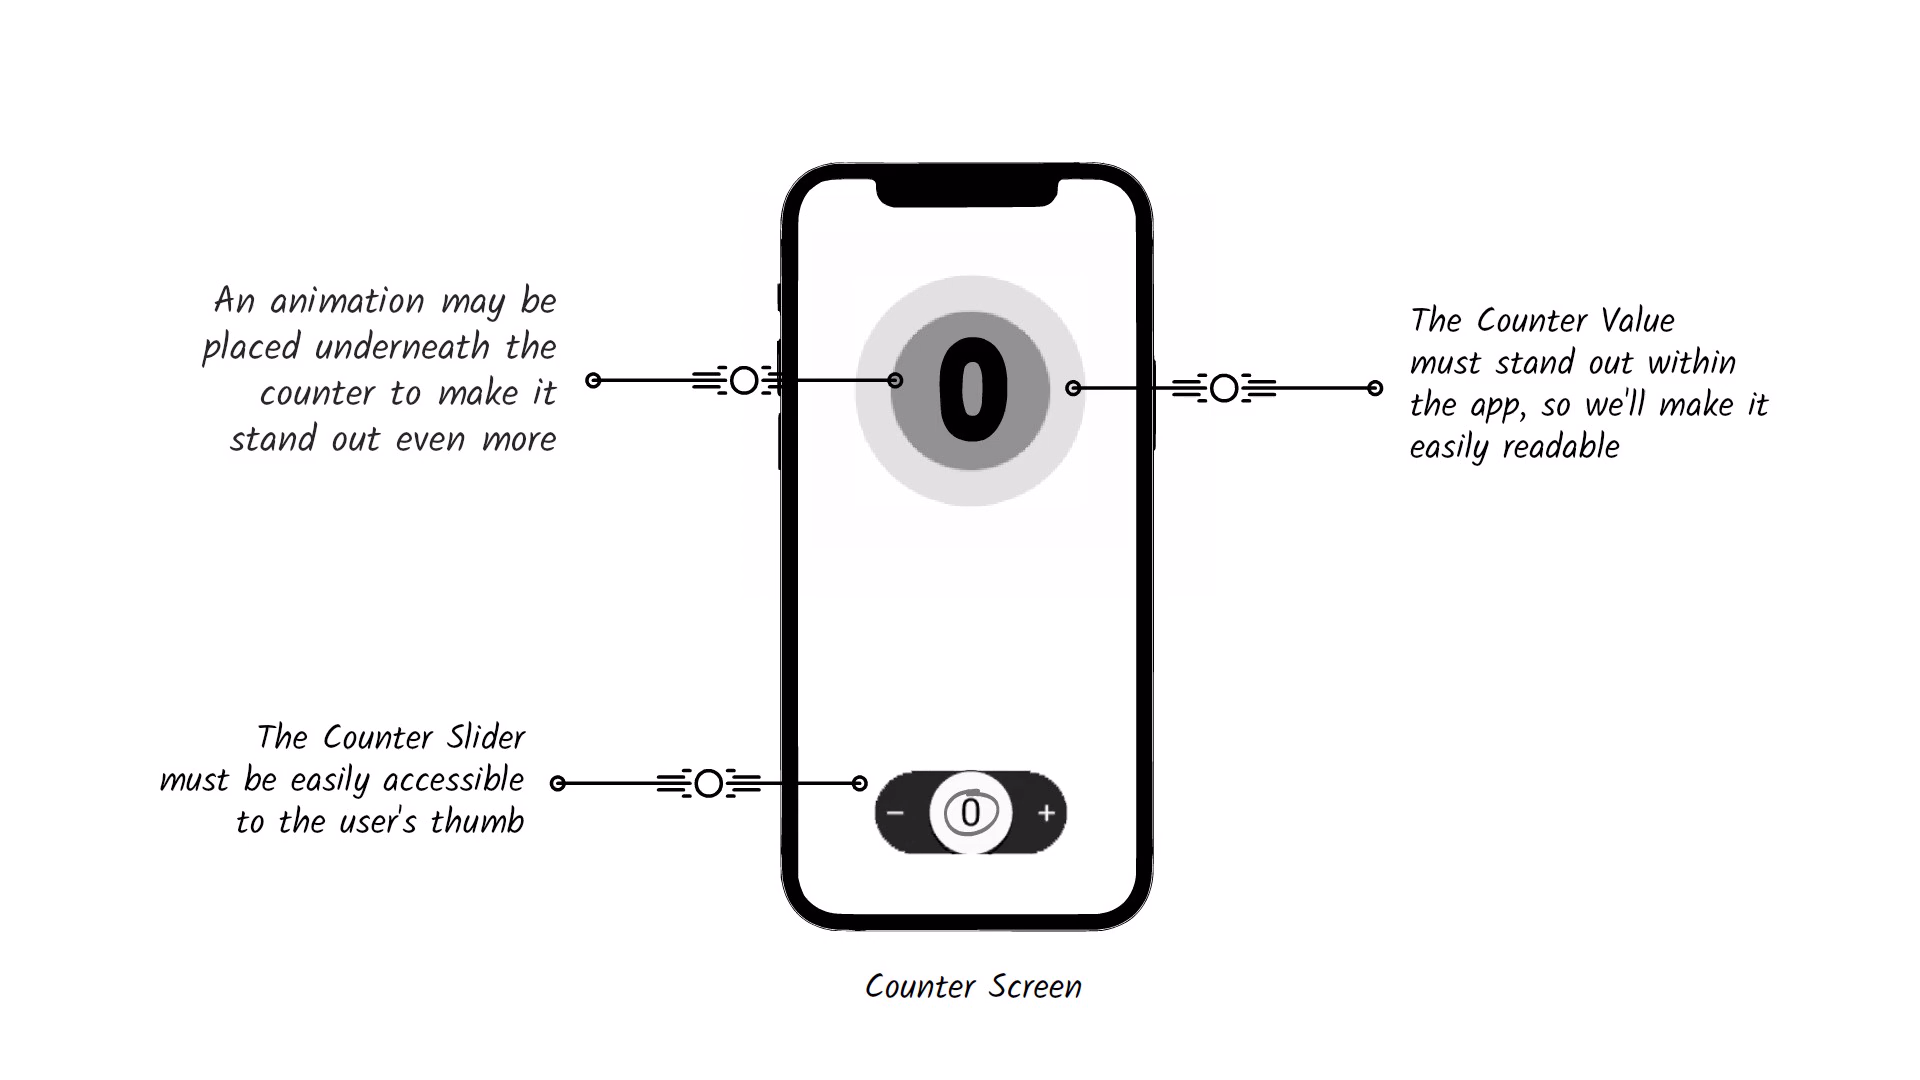 An animation may be
placed underneath the
counter to make it
stand out even more
0
The Counter Value
must stand out within
the app, so we'll make it
easily readable
The Counter Slider
must be easily accessible
to the user's thumb
− 0 +
Counter Screen